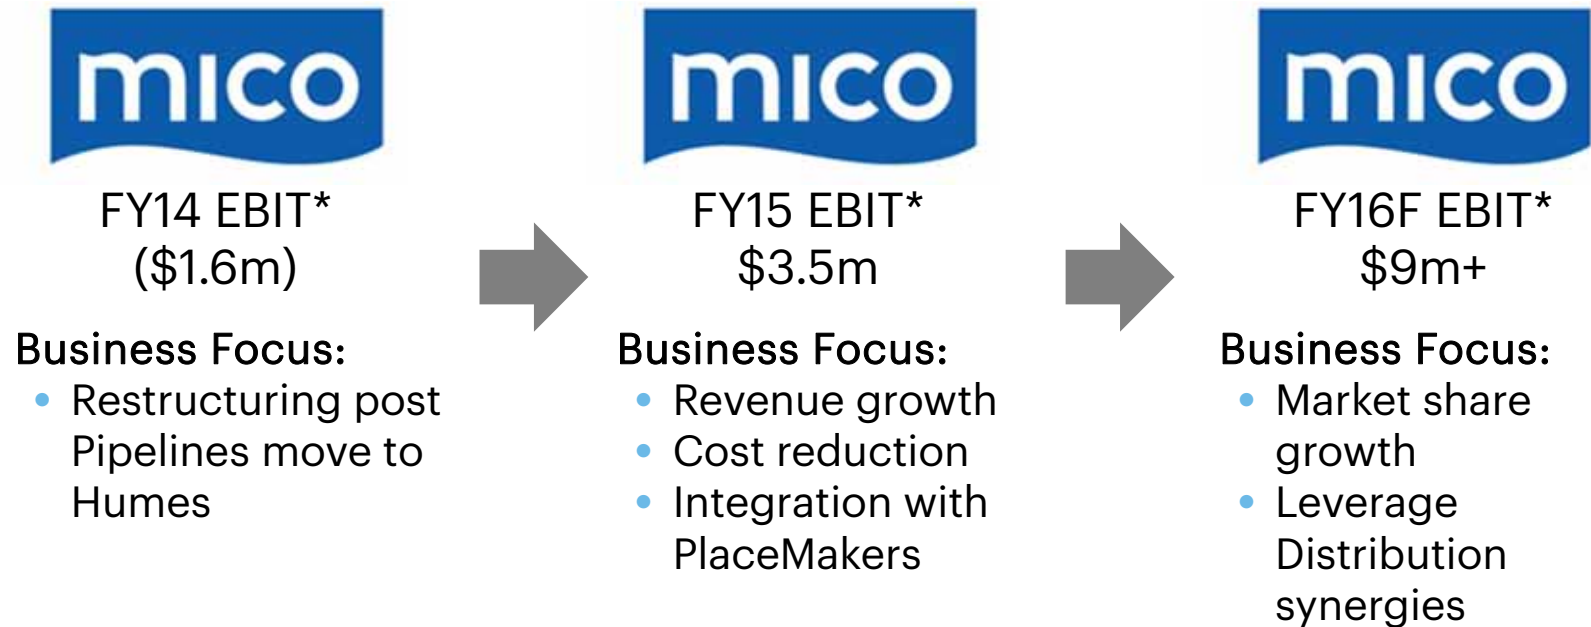 mico
FY14 EBIT*
($1.6m)
Business Focus:
• Restructuring post
Pipelines move to
Humes
mico
FY15 EBIT*
$3.5m
Business Focus:
• Revenue growth
• Cost reduction
• Integration with
PlaceMakers
mico
FY16F EBIT*
$9m+
Business Focus:
• Market share
growth
• Leverage
Distribution
synergies